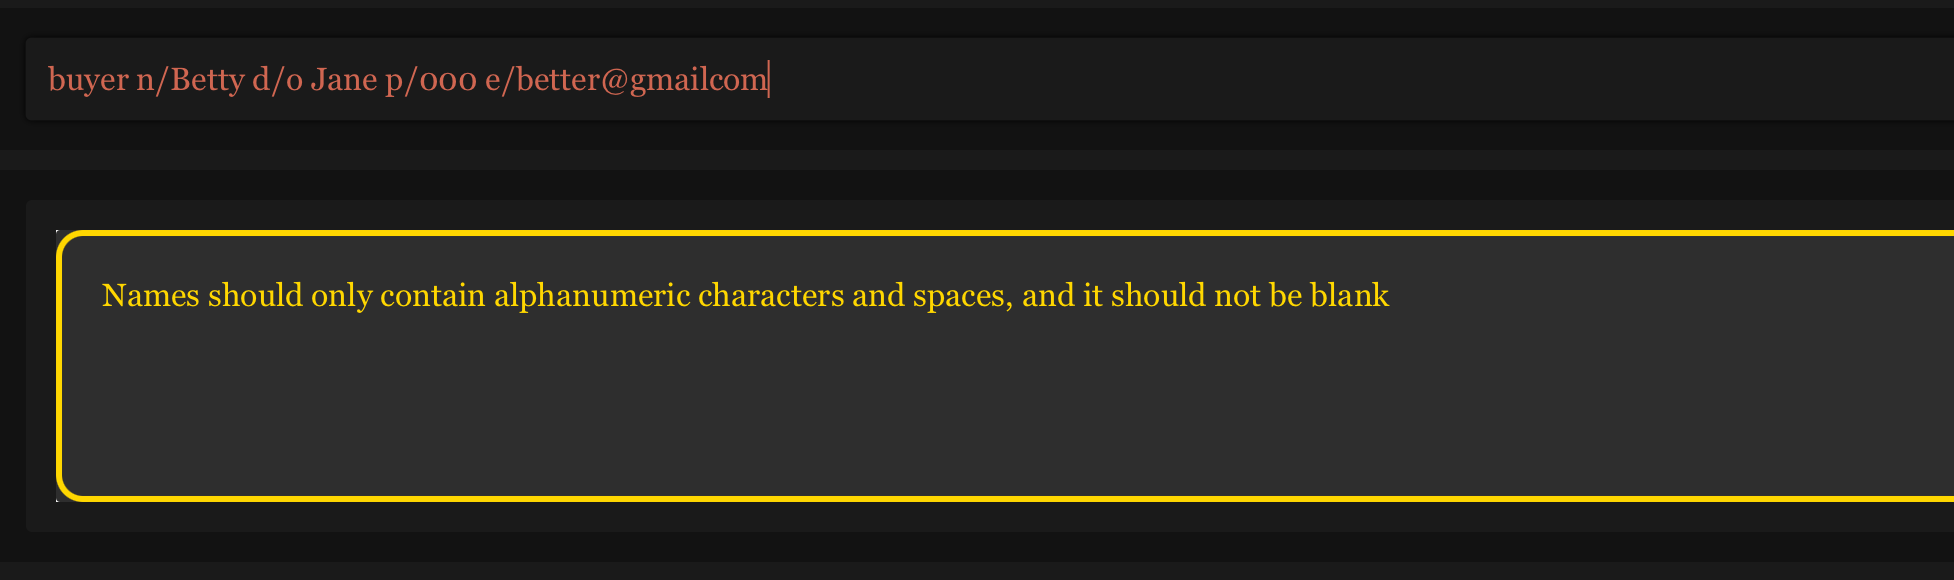 buyer n/Betty d/o Jane p/000 e/better@gmailcom
Names should only contain alphanumeric characters and spaces, and it should not be blank